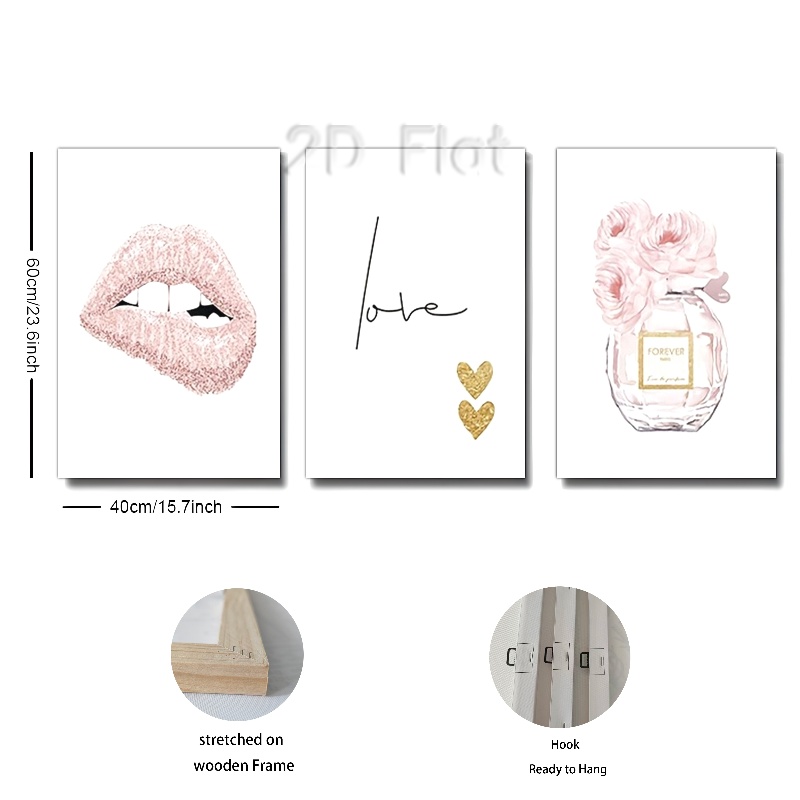 2D Flat
60cm/23.6inch
love
FOREVER
40cm/15.7inch
stretched on
wooden Frame
Hook
Ready to Hang